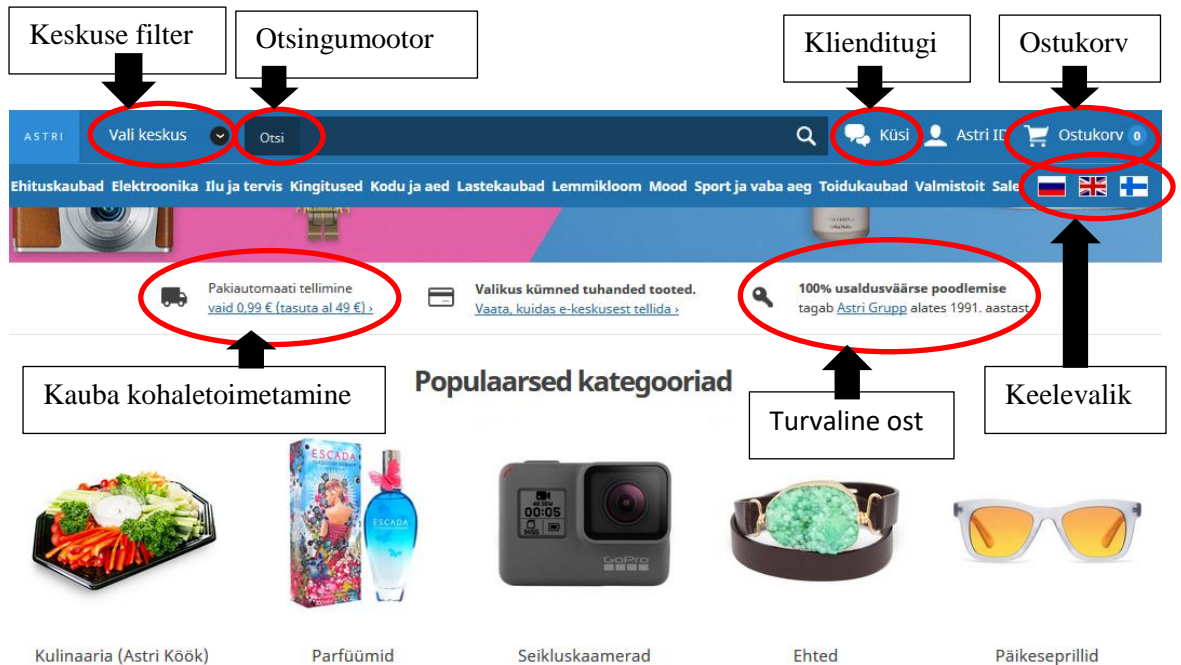 Keskuse filter
Otsingumootor
Klienditugi
Ostukorv
ASTRI
Vali keskus
Otsi
Küsi
Astri ID
Ostukorv 0
Ehituskaubad Elektroonika Ilu ja tervis Kingitused Kodu ja aed Lastekaubad Lemmikloom Mood Sport ja vaba aeg Toidukaubad Valmistoit Sale
Pakiautomaati tellimine
vaid 0,99 € (tasuta al 49 €) ›
Valikus kümned tuhanded tooted.
Vaata, kuidas e-keskusest tellida ›
100% usaldusväärse poodlemise
tagab Astri Grupp alates 1991. aastast
Kauba kohaletoimetamine
Populaarsed kategooriad
Turvaline ost
Keelevalik
ESCADA
ESCADA
00:05
GoPro
Kulinaaria (Astri Köök)
Parfüümid
Seikluskaamerad
Ehted
Päikeseprillid